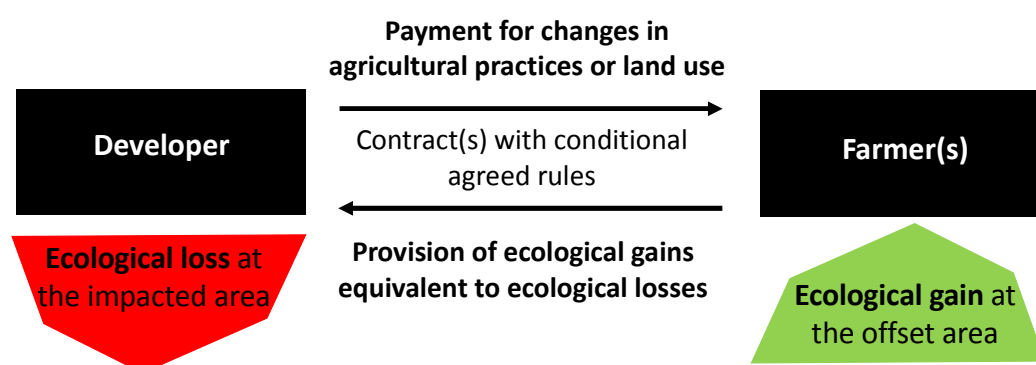 Payment for changes in
agricultural practices or land use
Developer
Contract(s) with conditional
agreed rules
Farmer(s)
Provision of ecological gains
equivalent to ecological losses
Ecological loss at
the impacted area
Ecological gain at
the offset area